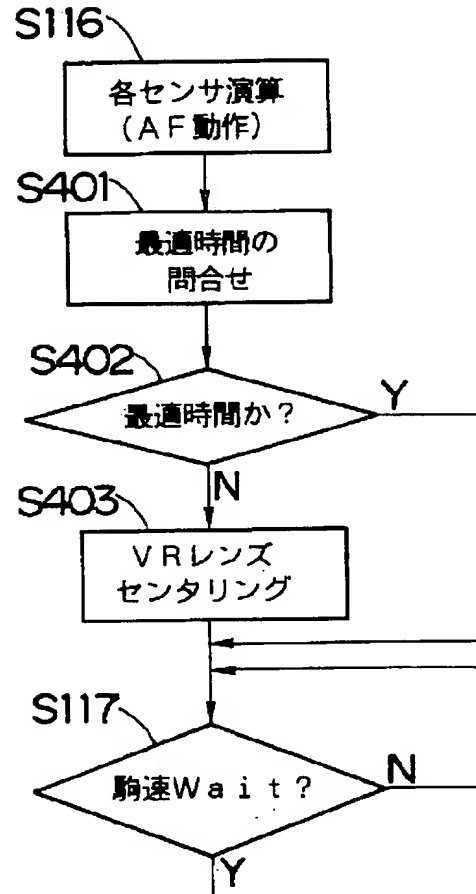 S116
各センサ演算
(AF動作)
S401
最適時間の
問合せ
S402
最適時間か?
Y
N
S403
VRレンズ
センタリング
S117
駒速Wait?
N
Y